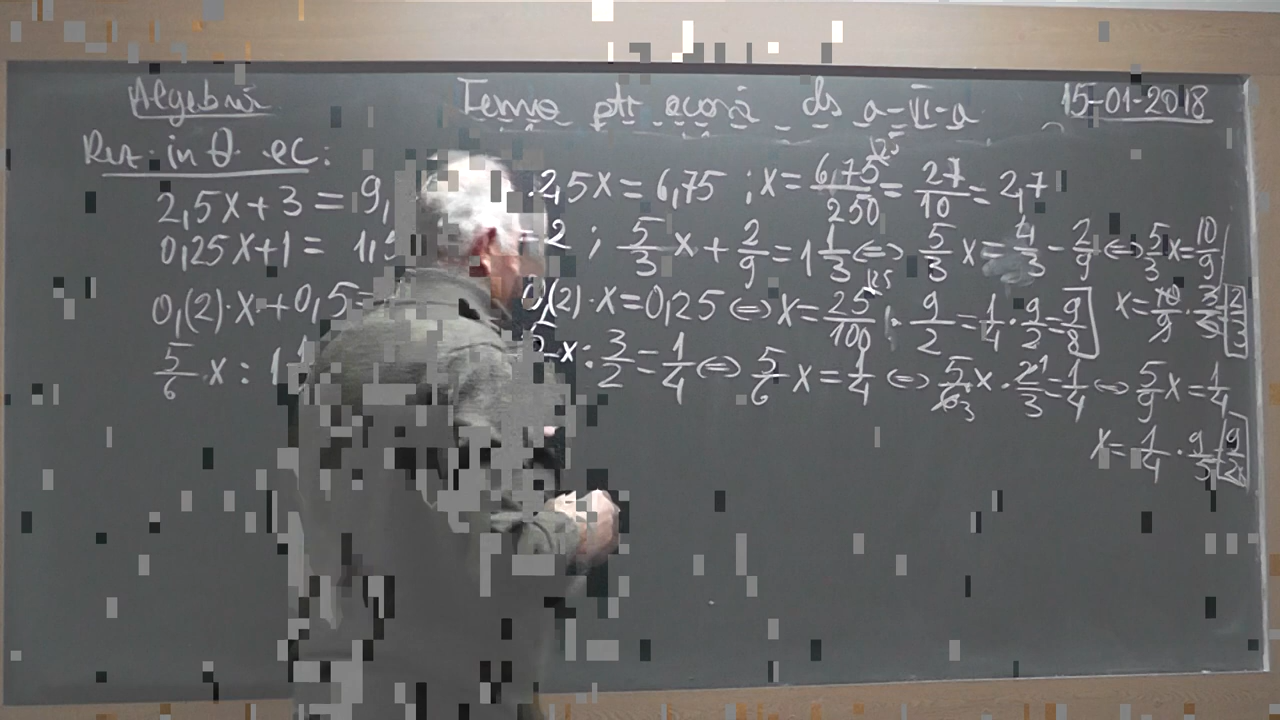 Algebră Temă ptr acasă cls a-VI-a 15-01-2018
Rez. în Q ec:
2,5x+3=9, 2,5x=6,75 ; x=6,75/250=27/10=2,7
0,25x+1=1,5 -2 ; 5/3 x+2/9=1 1/3 ⇔ 5/3 x=4/3-2/9 ⇔ 5/3 x=10/9
0,(2)·x+0,5= 0,(2)·x=0,25 ⇔ x=25/100 · 9/2=1/4·9/2=9/8 x=10/9·3/5=2/3
5/6·x:1 x:3/2=1/4 ⇔ 5/6 x=1/4 ⇔ 5/6 x·2/3=1/4 ⇔ 5/9 x=1/4
x=1/4·9/5=9/20